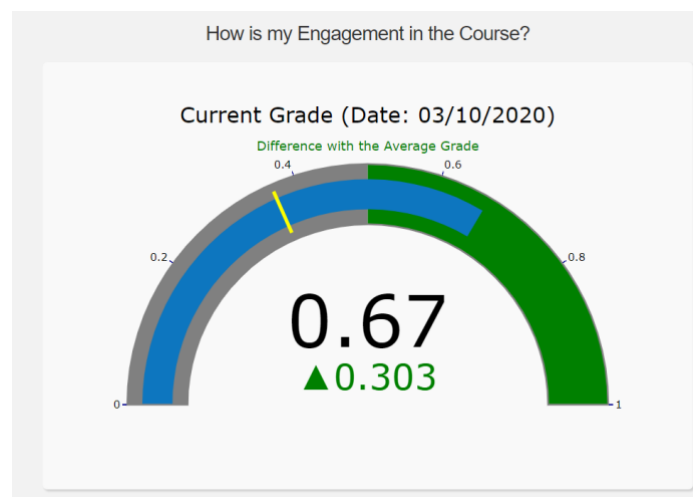 How is my Engagement in the Course?
Current Grade (Date: 03/10/2020)
Difference with the Average Grade
0.4
0.6
0.2
0.8
0.67
▲0.303
0
1